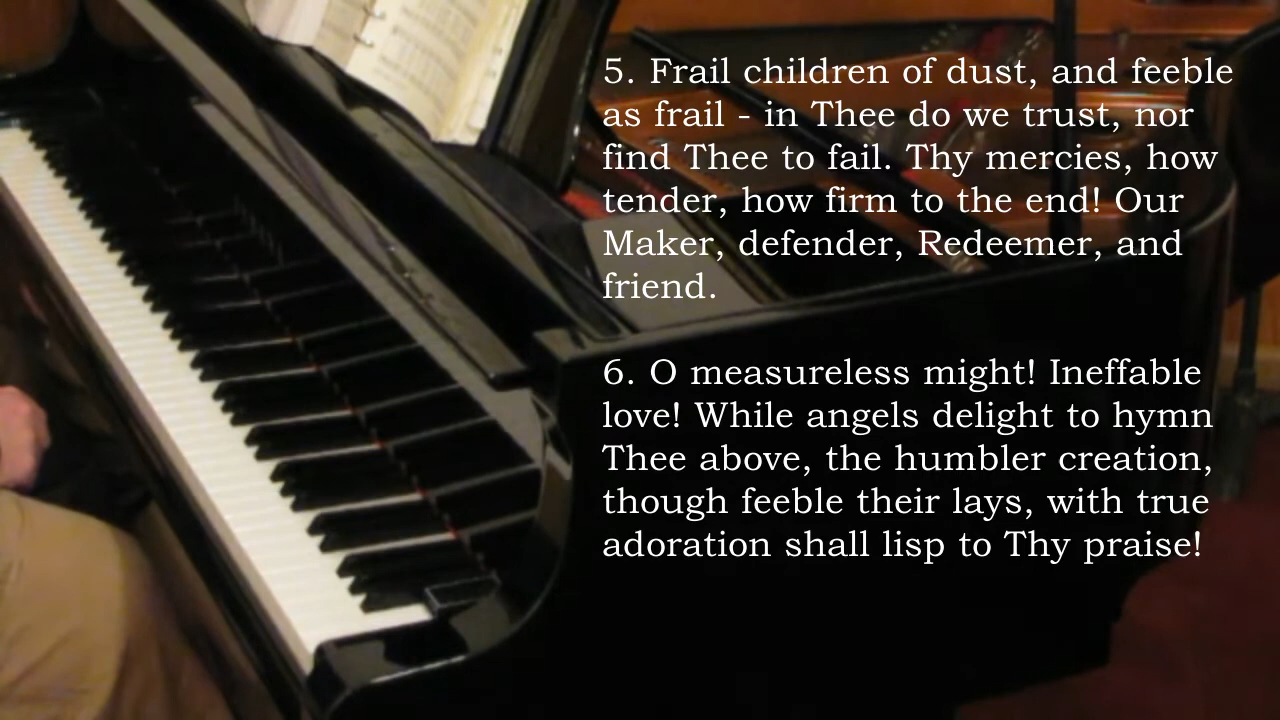 5. Frail children of dust, and feeble
as frail - in Thee do we trust, nor
find Thee to fail. Thy mercies, how
tender, how firm to the end! Our
Maker, defender, Redeemer, and
friend.
6. O measureless might! Ineffable
love! While angels delight to hymn
Thee above, the humbler creation,
though feeble their lays, with true
adoration shall lisp to Thy praise!